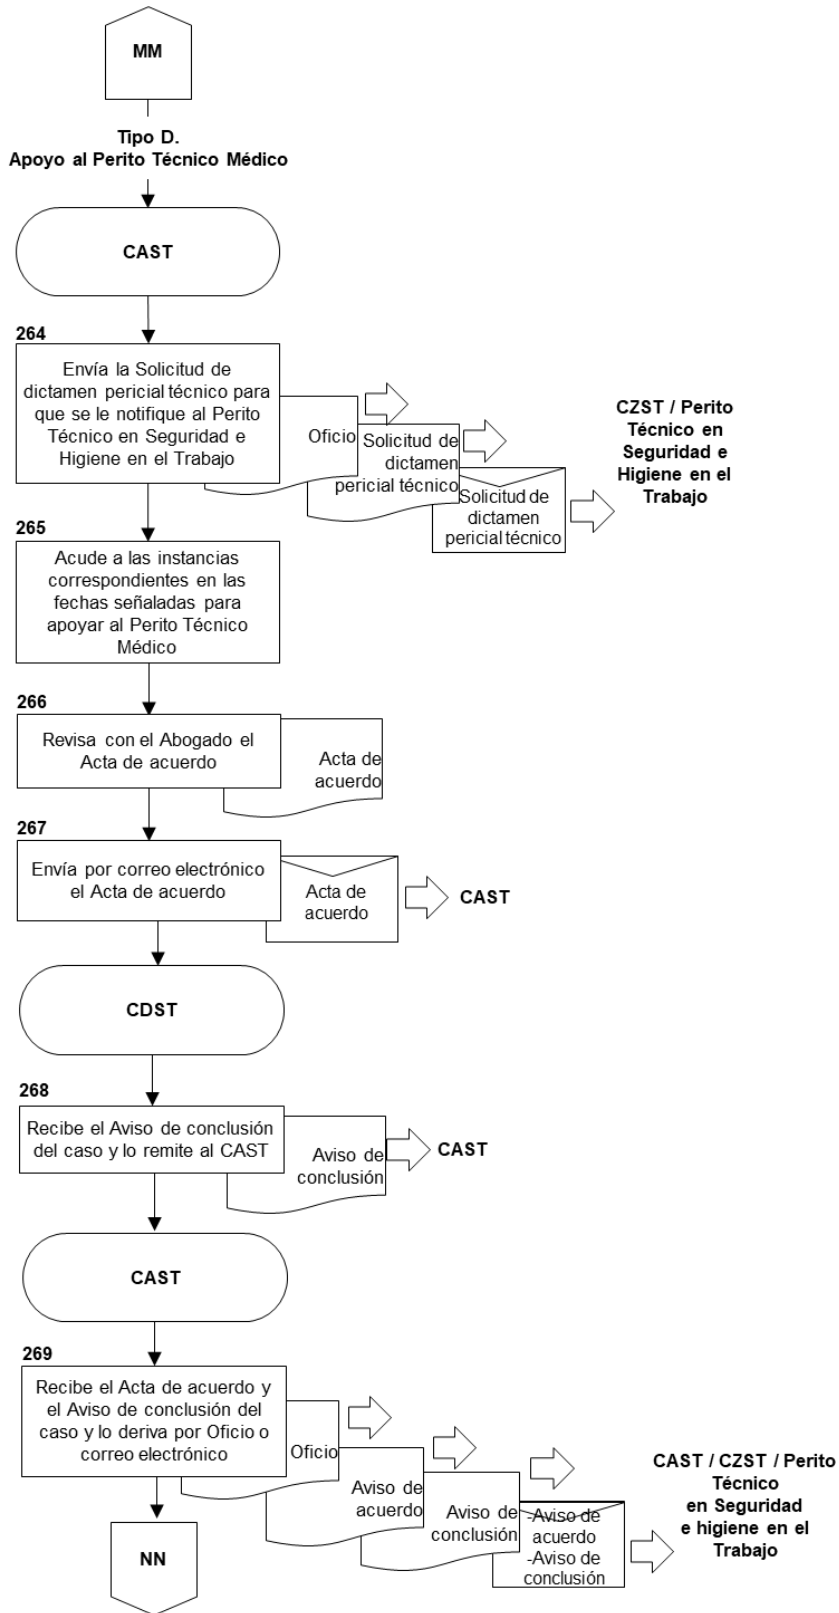 MM
Tipo D.
Apoyo al Perito Técnico Médico
CAST
264
Envía la Solicitud de
dictamen pericial técnico para
que se le notifique al Perito
Técnico en Seguridad e
Higiene en el Trabajo
Oficio
Solicitud de
dictamen
pericial técnico
Solicitud de
dictamen
pericial técnico
CZST / Perito
Técnico en
Seguridad e
Higiene en el
Trabajo
265
Acude a las instancias
correspondientes en las
fechas señaladas para
apoyar al Perito Técnico
Médico
266
Revisa con el Abogado el
Acta de acuerdo
Acta de
acuerdo
267
Envía por correo electrónico
el Acta de acuerdo
Acta de
acuerdo
CAST
CDST
268
Recibe el Aviso de conclusión
del caso y lo remite al CAST
Aviso de
conclusión
CAST
CAST
269
Recibe el Acta de acuerdo y
el Aviso de conclusión del
caso y lo deriva por Oficio o
correo electrónico
Oficio
Aviso de
acuerdo
Aviso de
conclusión
-Aviso de
acuerdo
-Aviso de
conclusión
CAST / CZST / Perito
Técnico
en Seguridad
e higiene en el
Trabajo
NN